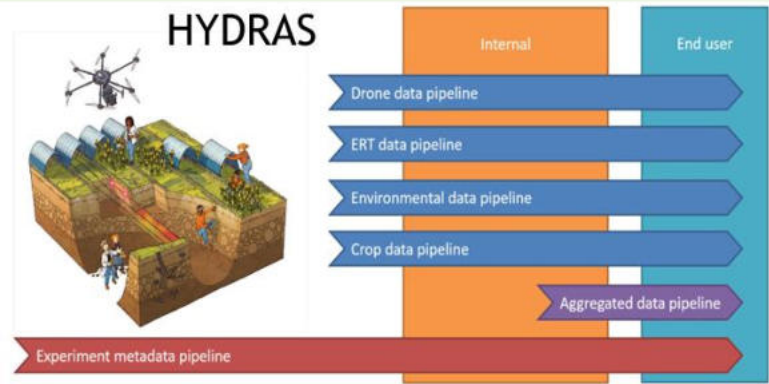 HYDRAS
Internal
End user
Drone data pipeline
ERT data pipeline
Environmental data pipeline
Crop data pipeline
Aggregated data pipeline
Experiment metadata pipeline